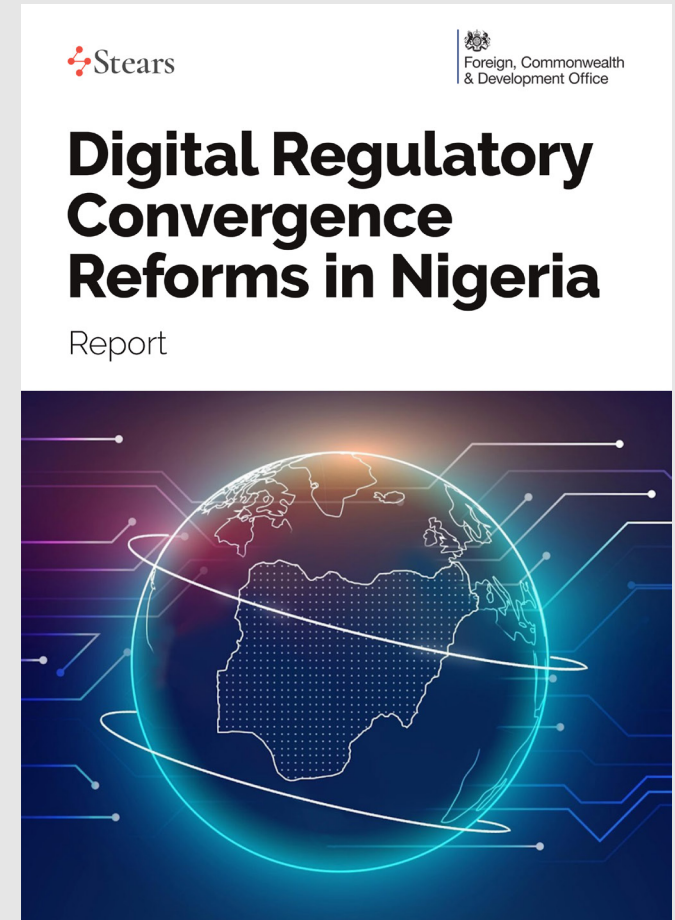 Stears
Foreign, Commonwealth
& Development Office
Digital Regulatory
Convergence
Reforms in Nigeria
Report